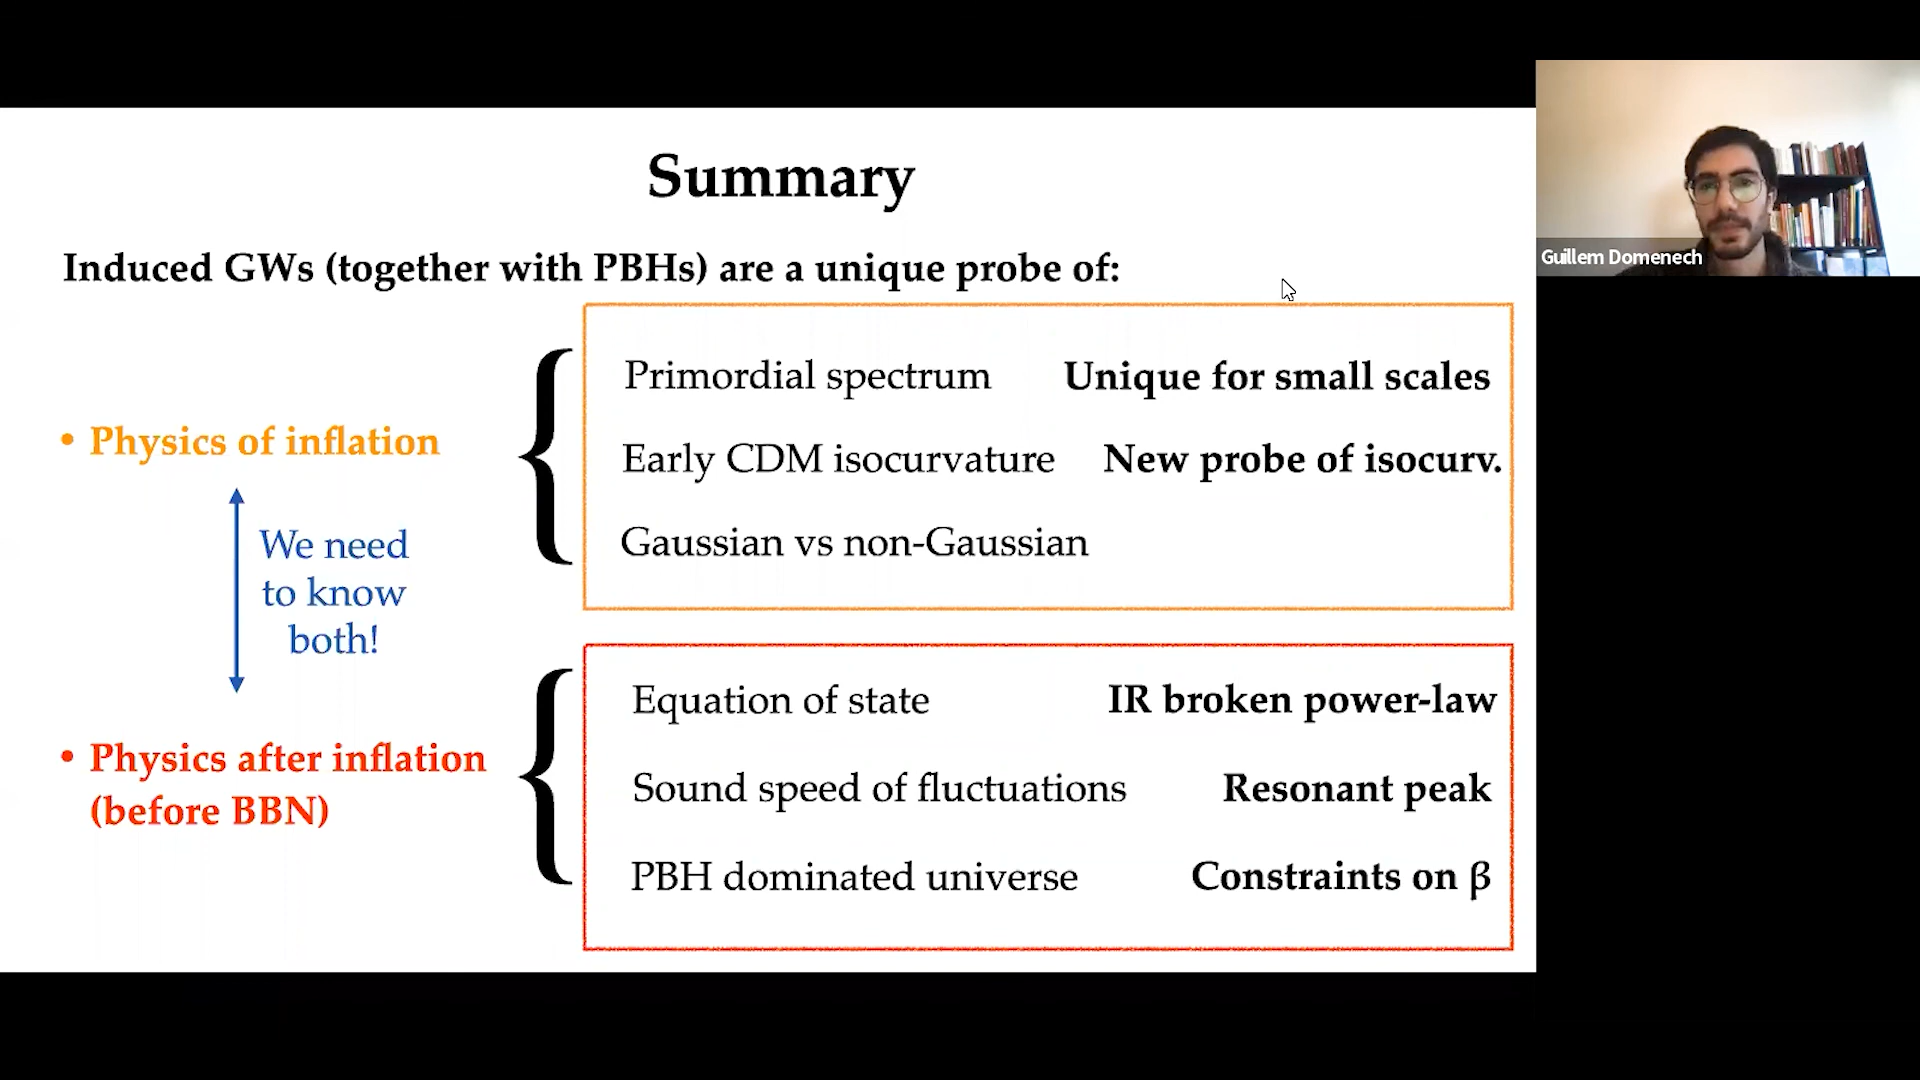 Summary
Induced GWs (together with PBHs) are a unique probe of:
• Physics of inflation
Primordial spectrum Unique for small scales
Early CDM isocurvature New probe of isocurv.
Gaussian vs non-Gaussian
We need
to know
both!
• Physics after inflation
(before BBN)
Equation of state IR broken power-law
Sound speed of fluctuations Resonant peak
PBH dominated universe Constraints on β
Guillem Domenech